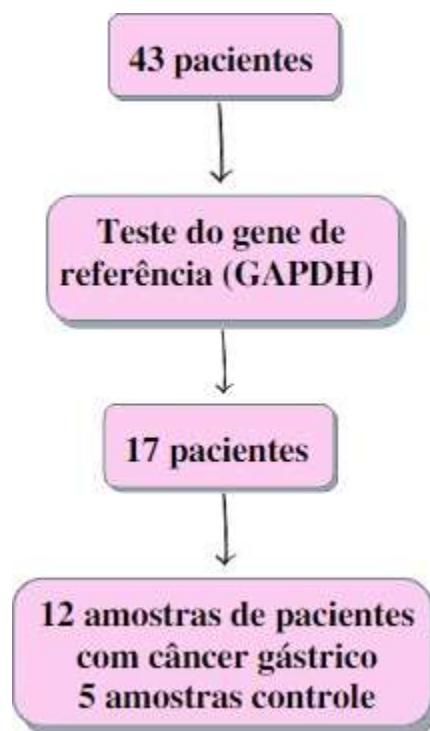 43 pacientes
Teste do gene de
referência (GAPDH)
17 pacientes
12 amostras de pacientes
com câncer gástrico
5 amostras controle